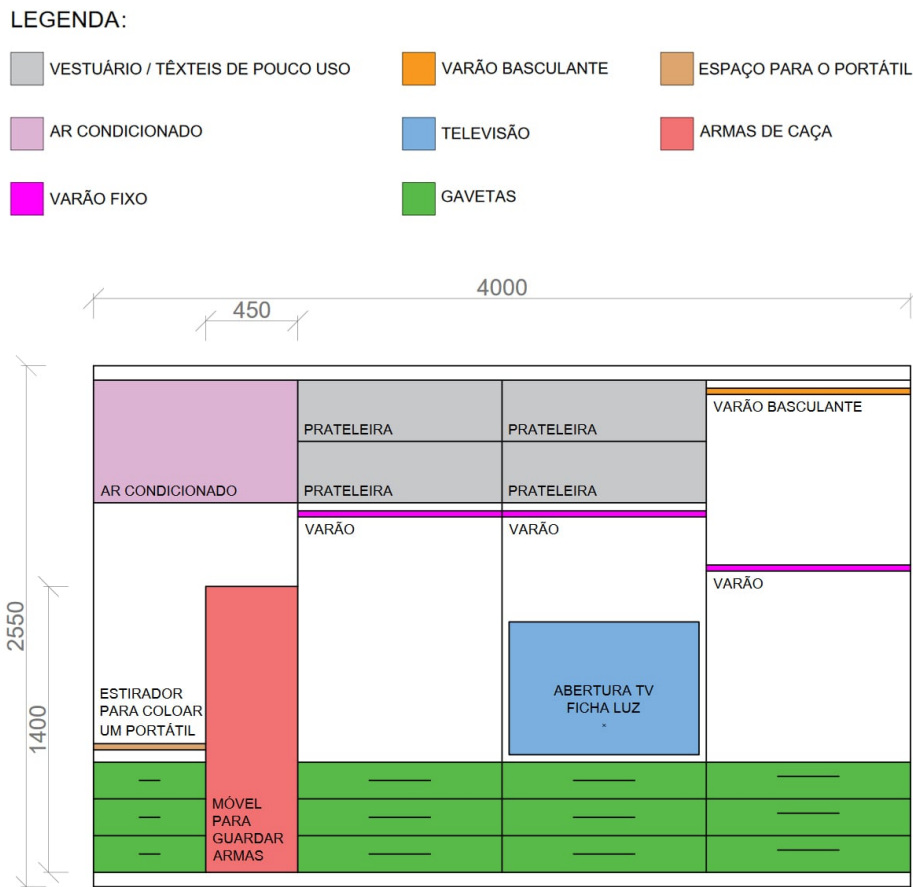 LEGENDA:
VESTUÁRIO / TÊXTEIS DE POUCO USO
VARÃO BASCULANTE
ESPAÇO PARA O PORTÁTIL
AR CONDICIONADO
TELEVISÃO
ARMAS DE CAÇA
VARÃO FIXO
GAVETAS
4000
450
VARÃO BASCULANTE
PRATELEIRA
PRATELEIRA
AR CONDICIONADO
PRATELEIRA
PRATELEIRA
VARÃO
VARÃO
VARÃO
2550
1400
ESTIRADOR
PARA COLOAR
UM PORTÁTIL
ABERTURA TV
FICHA LUZ
MÓVEL
PARA
GUARDAR
ARMAS